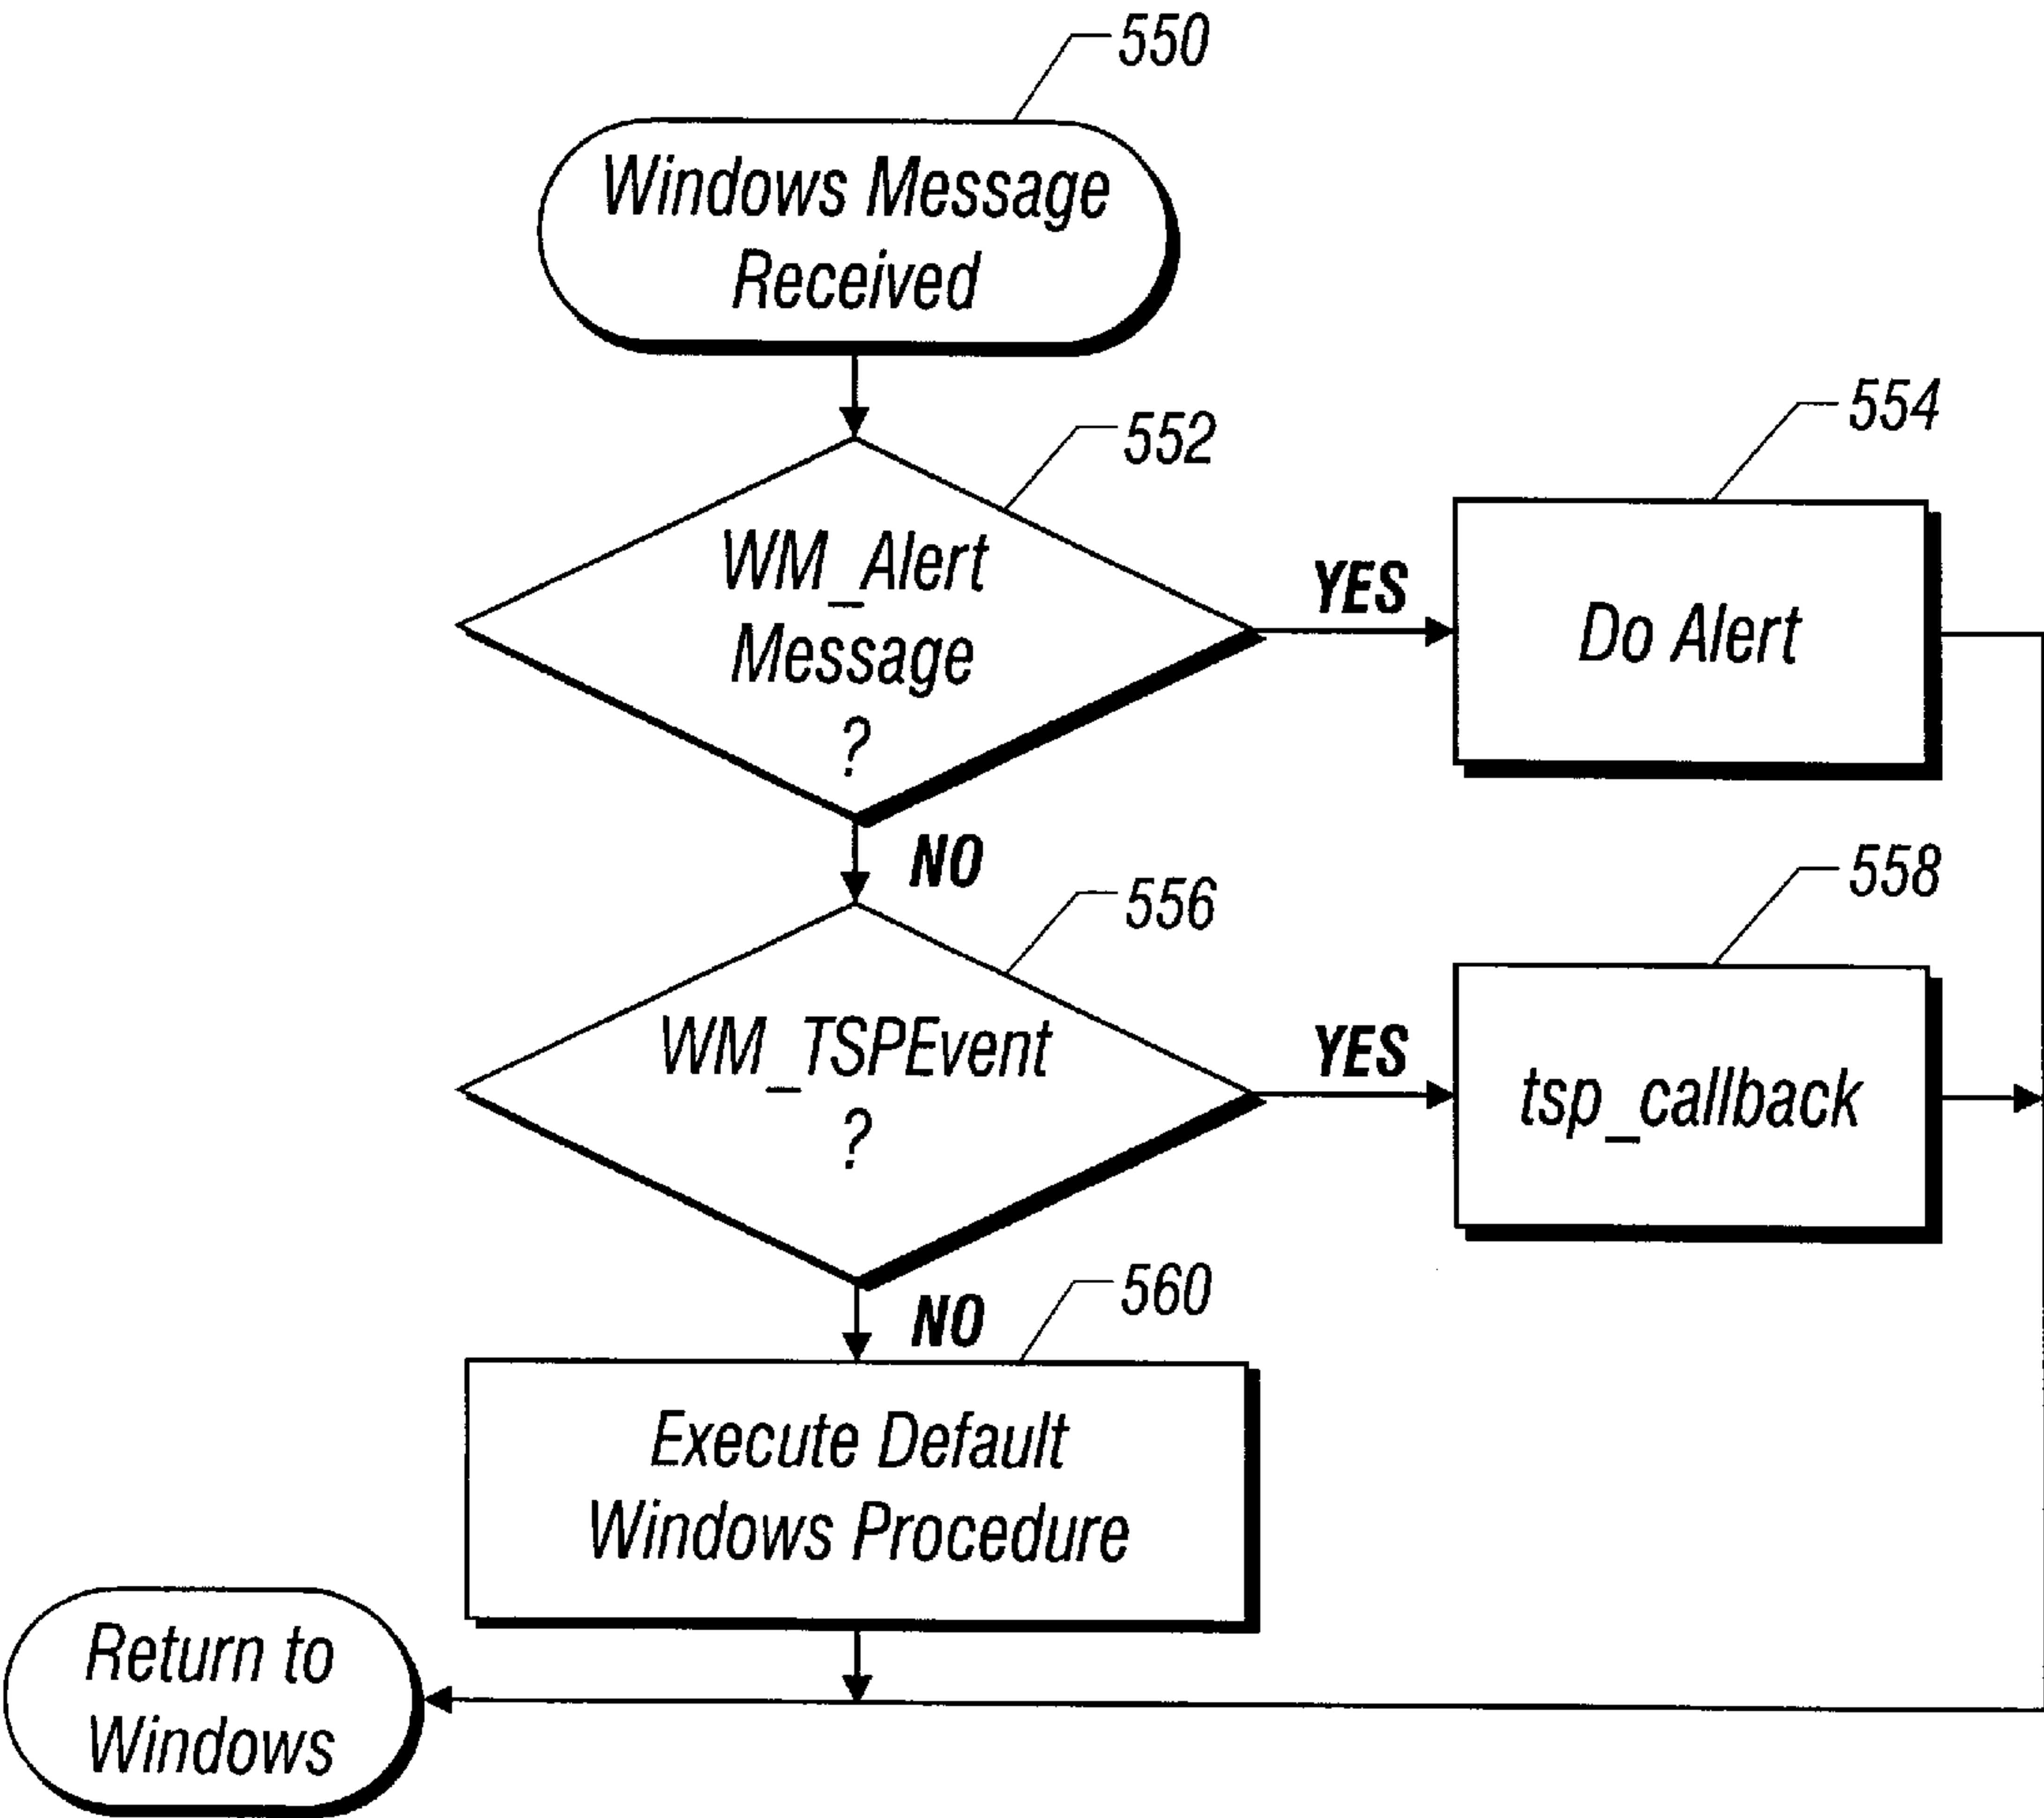 550
Windows Message
Received
552
WM_Alert
Message
?
YES
554
Do Alert
NO
556
WM_TSPEvent
?
YES
558
tsp_callback
NO
560
Execute Default
Windows Procedure
Return to
Windows